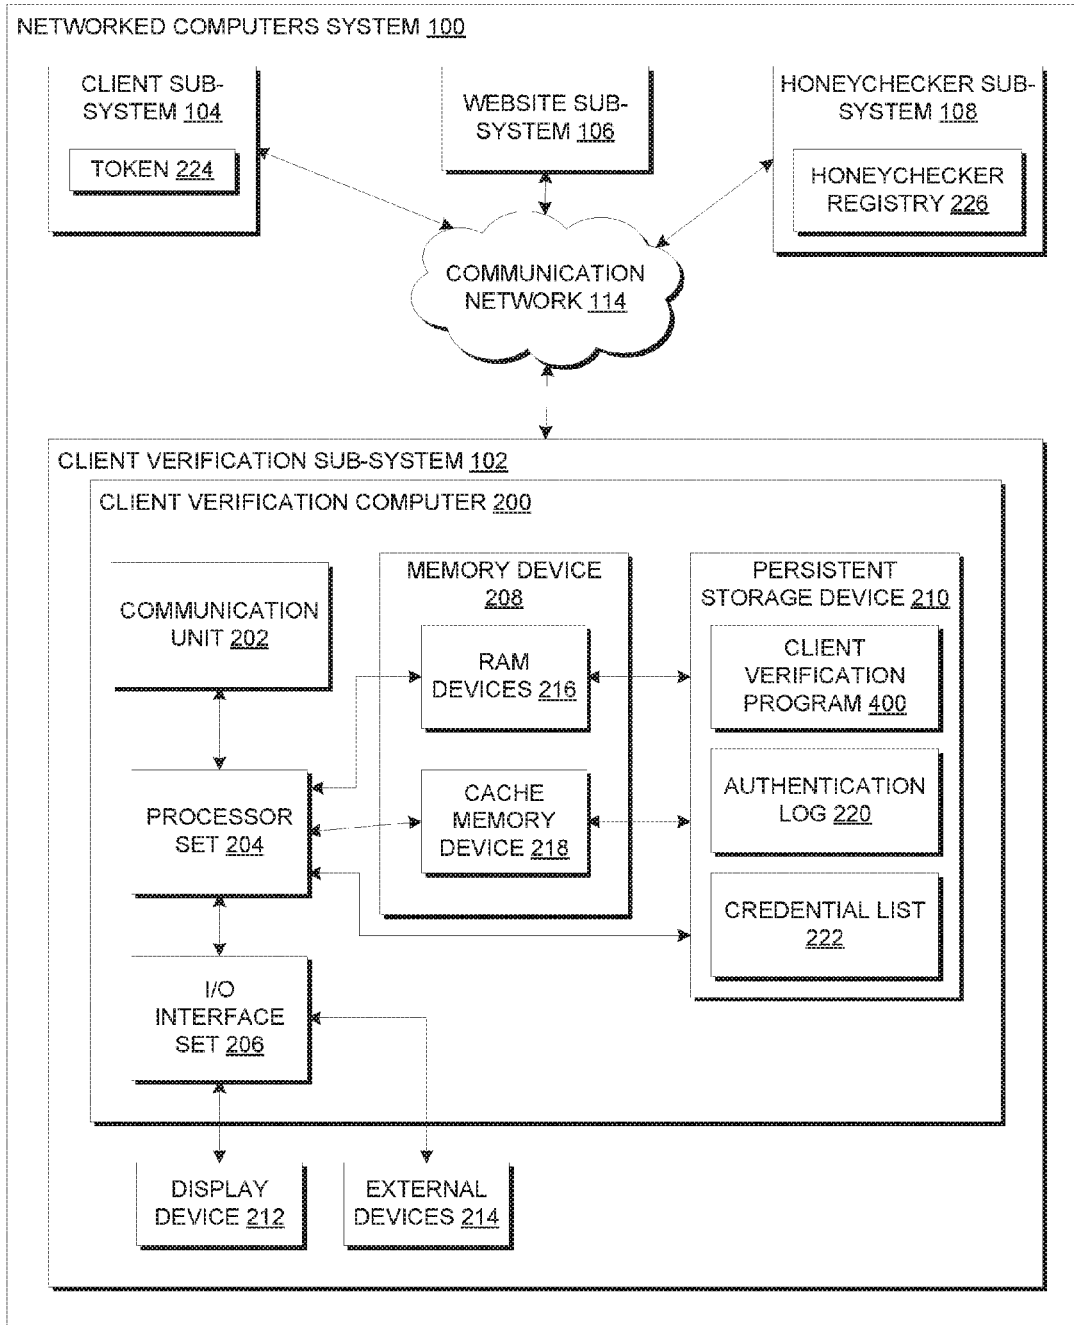 NETWORKED COMPUTERS SYSTEM 100
CLIENT SUB-
SYSTEM 104
TOKEN 224
WEBSITE SUB-
SYSTEM 106
HONEYCHECKER SUB-
SYSTEM 108
HONEYCHECKER
REGISTRY 226
COMMUNICATION
NETWORK 114
CLIENT VERIFICATION SUB-SYSTEM 102
CLIENT VERIFICATION COMPUTER 200
COMMUNICATION
UNIT 202
MEMORY DEVICE
208
RAM
DEVICES 216
CACHE
MEMORY
DEVICE 218
PERSISTENT
STORAGE DEVICE 210
CLIENT
VERIFICATION
PROGRAM 400
AUTHENTICATION
LOG 220
CREDENTIAL LIST
222
PROCESSOR
SET 204
I/O
INTERFACE
SET 206
DISPLAY
DEVICE 212
EXTERNAL
DEVICES 214